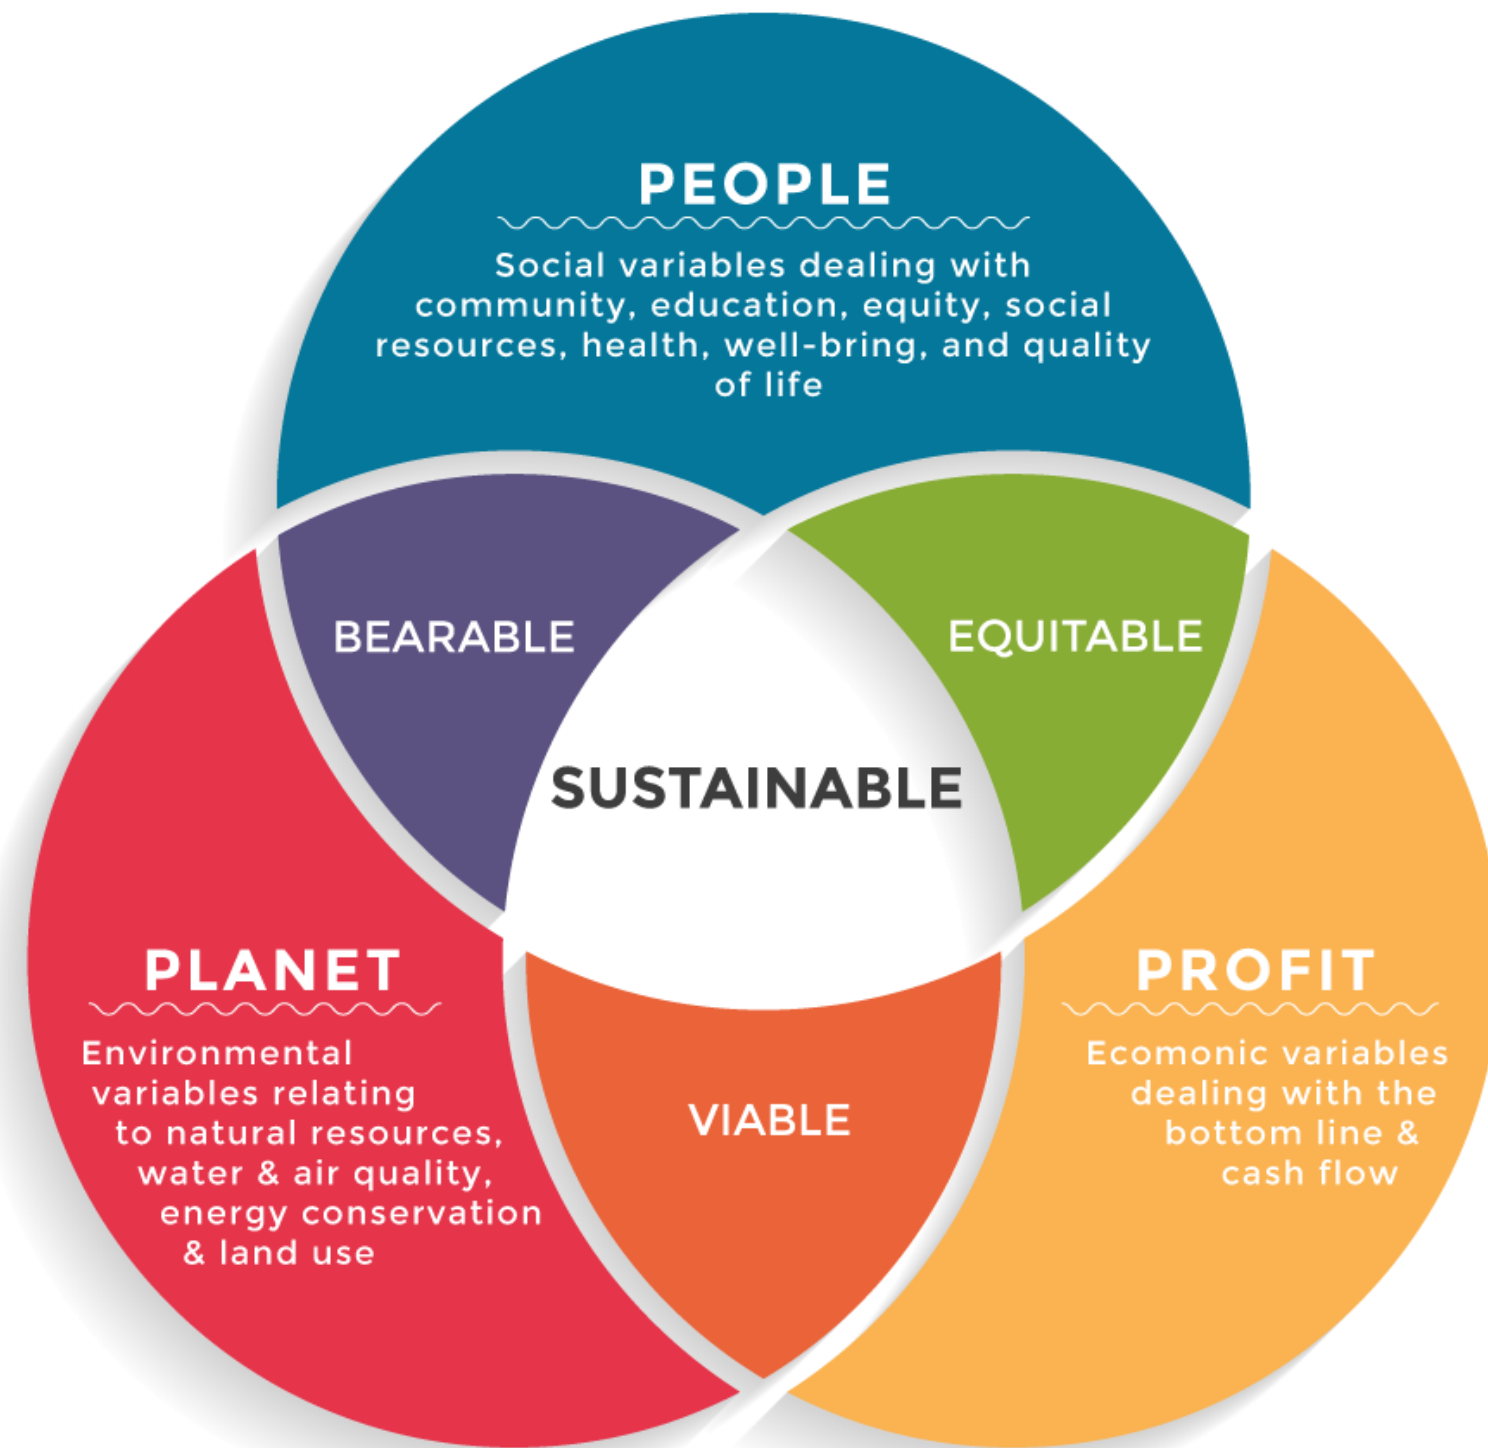 PEOPLE
Social variables dealing with
community, education, equity, social
resources, health, well-bring, and quality
of life
BEARABLE
EQUITABLE
SUSTAINABLE
PLANET
Environmental
variables relating
to natural resources,
water & air quality,
energy conservation
& land use
VIABLE
PROFIT
Ecomonic variables
dealing with the
bottom line &
cash flow